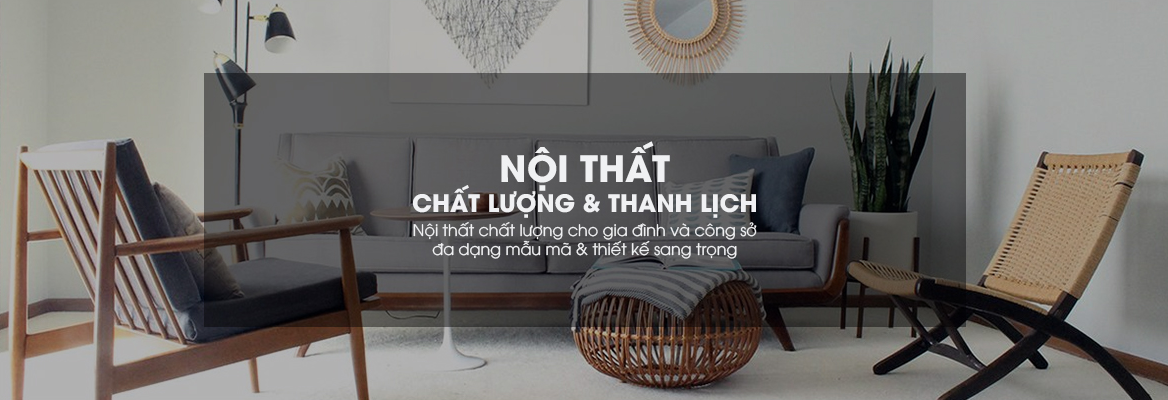 NỘI THẤT
CHẤT LƯỢNG & THANH LỊCH
Nội thất chất lượng cho gia đình và công sở
đa dạng mẫu mã & thiết kế sang trọng